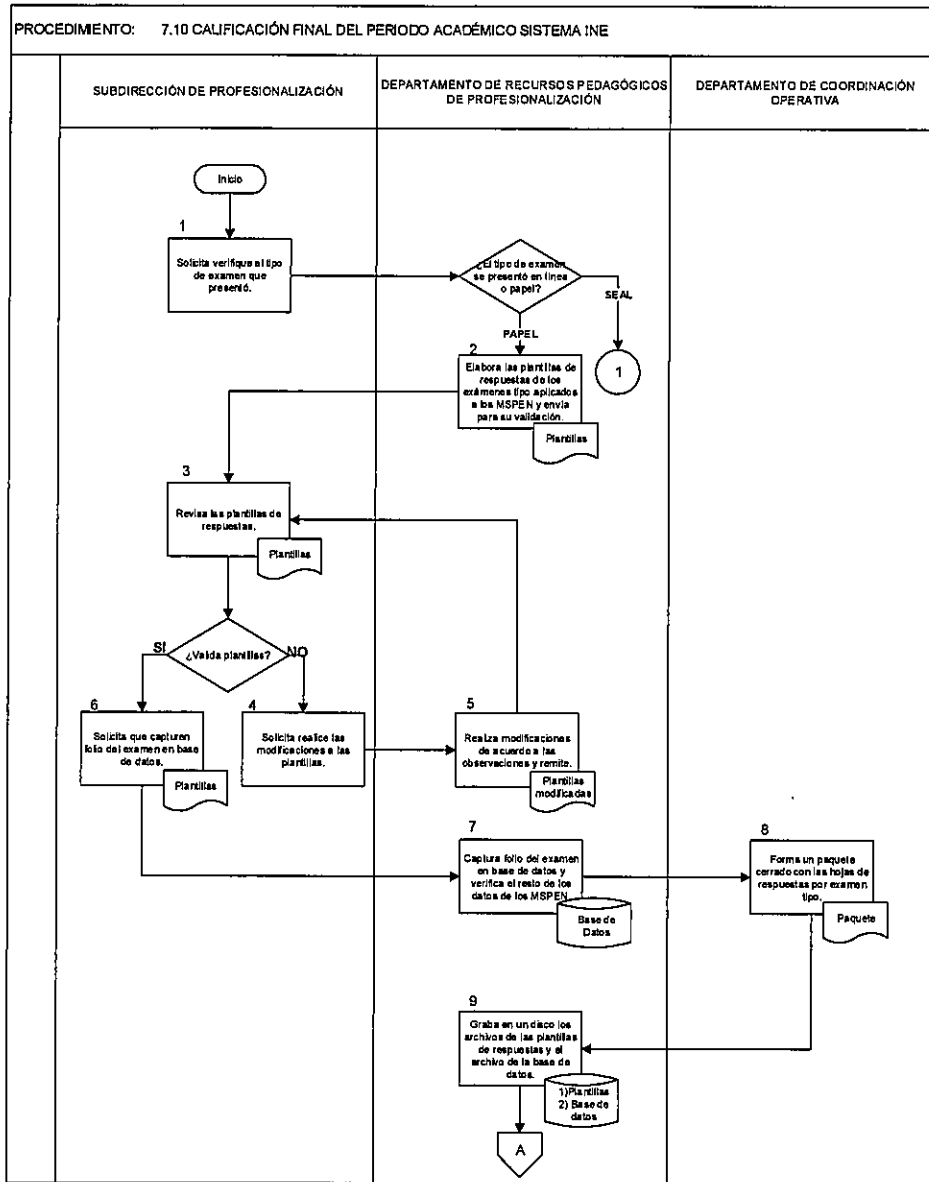 PROCEDIMIENTO: 7.10 CALIFICACIÓN FINAL DEL PERIODO ACADÉMICO SISTEMA INE
SUBDIRECCIÓN DE PROFESIONALIZACIÓN
DEPARTAMENTO DE RECURSOS PEDAGÓGICOS
DE PROFESIONALIZACIÓN
DEPARTAMENTO DE COORDINACIÓN
OPERATIVA
Inicio
1
Solicita verifique el tipo
de examen que
presentó.
¿El tipo de examen
se presentó en línea
o papel?
SEAL
1
PAPEL
2
Elabora las plantillas de
respuestas de los
exámenes tipo aplicados
a los MSPEN y envía
para su validación.
Plantillas
3
Revisa las plantillas de
respuestas.
Plantillas
¿Valida plantillas?
SI
NO
6
Solicita que capturen
folio del examen en base
de datos.
Plantillas
4
Solicita realice las
modificaciones a las
plantillas.
5
Realiza modificaciones
de acuerdo a las
observaciones y remite.
Plantillas
modificadas
7
Captura folio del examen
en base de datos y
verifica el resto de los
datos de los MSPEN.
Base de
Datos
8
Forma un paquete
cerrado con las hojas de
respuestas por examen
tipo.
Paquete
9
Graba en un disco los
archivos de las plantillas
de respuestas y el
archivo de la base de
datos.
1)Plantillas
2) Base de
datos
A